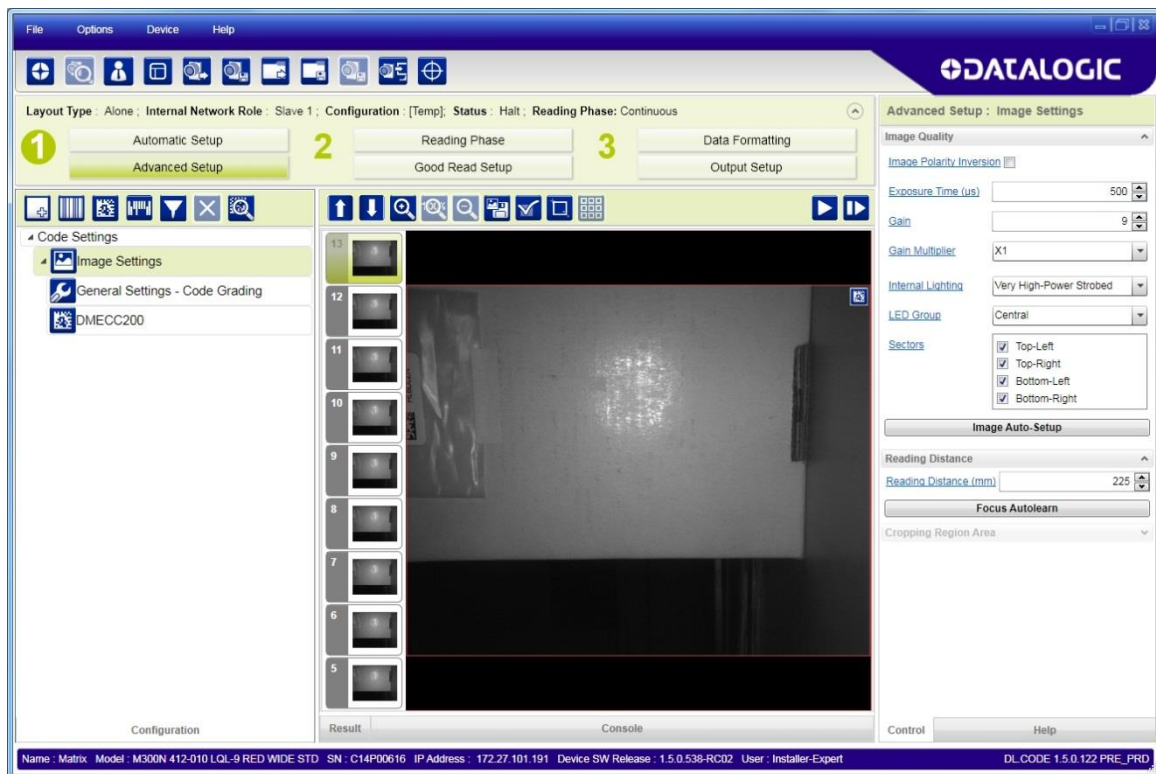 File Options Device Help
DATALOGIC
Layout Type : Alone ; Internal Network Role : Slave 1 ; Configuration : [Temp]; Status : Halt ; Reading Phase: Continuous
1 Automatic Setup
Advanced Setup
2 Reading Phase
Good Read Setup
3 Data Formatting
Output Setup
Code Settings
Image Settings
General Settings - Code Grading
DMECC200
Configuration
100%
13
12
11
10
9
8
7
6
5
Result Console
Advanced Setup : Image Settings
Image Quality
Image Polarity Inversion
Exposure Time (µs) 500
Gain 9
Gain Multiplier X1
Internal Lighting Very High-Power Strobed
LED Group Central
Sectors Top-Left
Top-Right
Bottom-Left
Bottom-Right
Image Auto-Setup
Reading Distance
Reading Distance (mm) 225
Focus Autolearn
Cropping Region Area
Control Help
Name : Matrix Model : M300N 412-010 LQL-9 RED WIDE STD SN : C14P00616 IP Address : 172.27.101.191 Device SW Release : 1.5.0.538-RC02 User : Installer-Expert DL.CODE 1.5.0.122 PRE_PRD